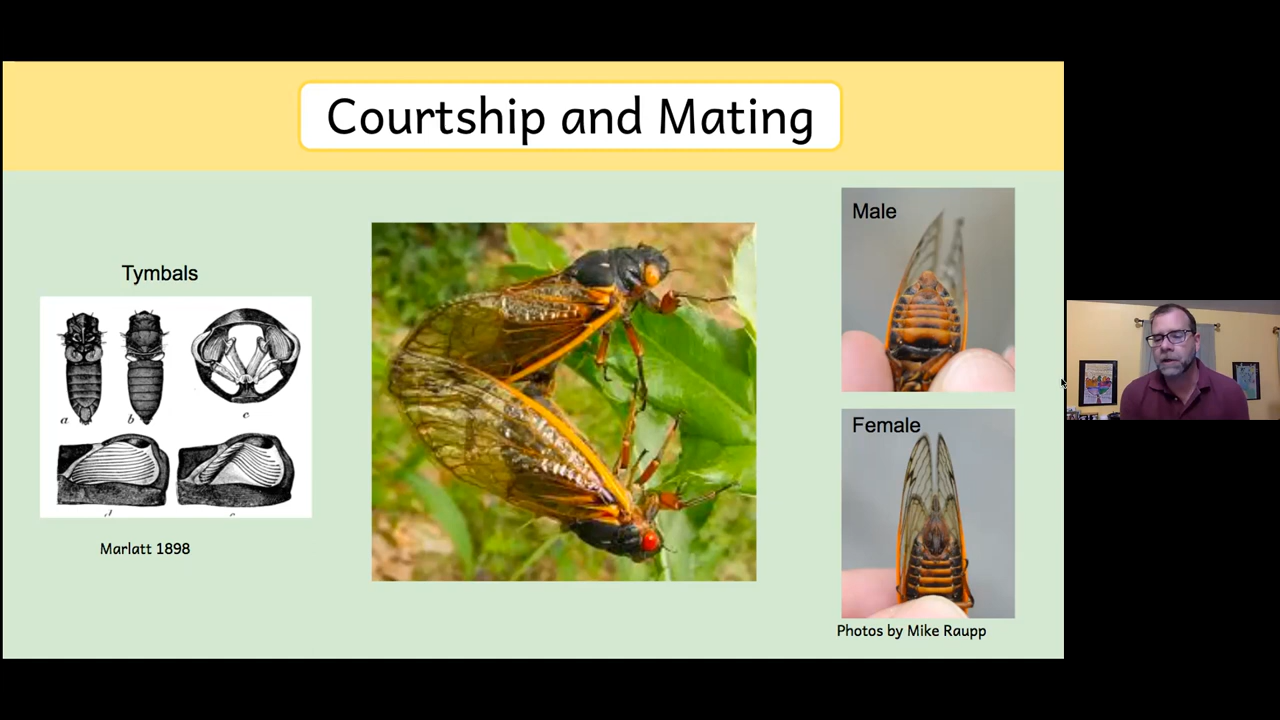 Courtship and Mating
Tymbals
a
b
c
d
Marlatt 1898
Male
Female
Photos by Mike Raupp